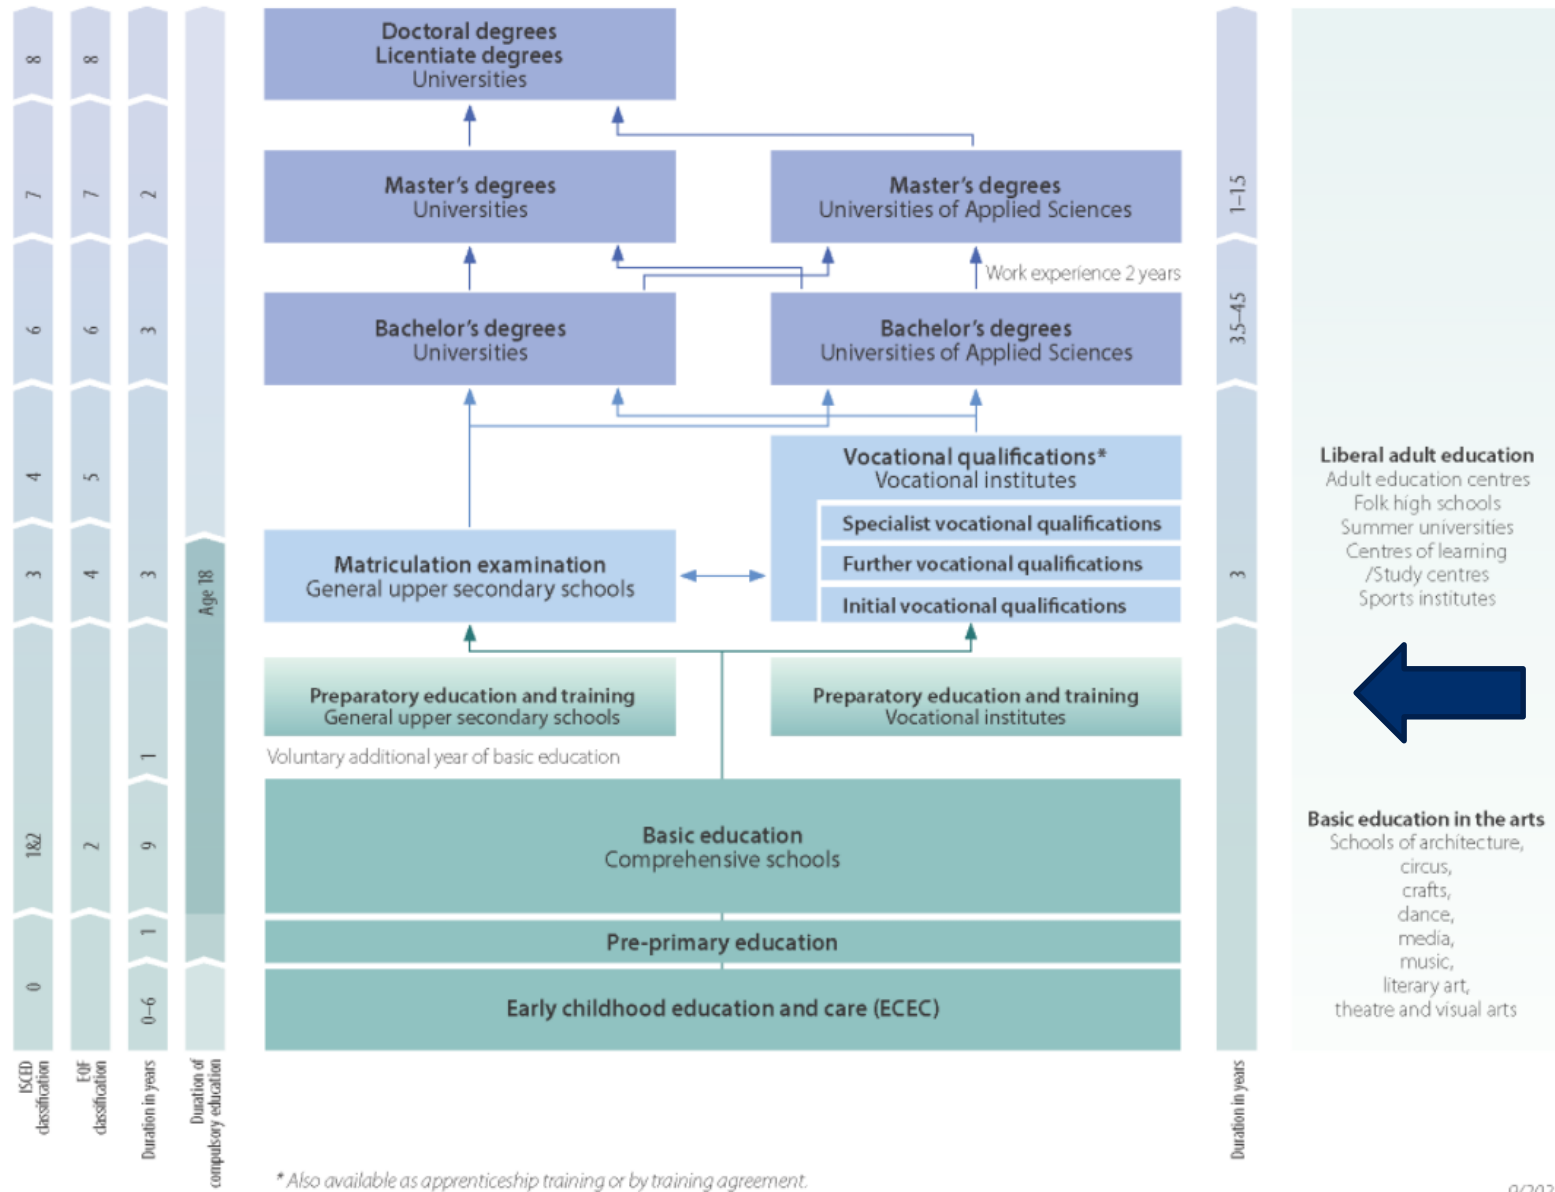 Doctoral degrees
Licentiate degrees
Universities
Master's degrees
Universities
Master's degrees
Universities of Applied Sciences
Work experience 2 years
Bachelor's degrees
Universities
Bachelor's degrees
Universities of Applied Sciences
Vocational qualifications*
Vocational institutes
Specialist vocational qualifications
Further vocational qualifications
Initial vocational qualifications
Matriculation examination
General upper secondary schools
Preparatory education and training
General upper secondary schools
Preparatory education and training
Vocational institutes
Voluntary additional year of basic education
Basic education
Comprehensive schools
Pre-primary education
Early childhood education and care (ECEC)
8
7
6
4
3
1&2
0
ISCED
classification
8
7
6
5
4
2
EQF
classification
2
3
3
1
9
1
0–6
Duration in years
Age 18
Duration of
compulsory education
1–1.5
3.5–4.5
3
Duration in years
Liberal adult education
Adult education centres
Folk high schools
Summer universities
Centres of learning
/Study centres
Sports institutes
Basic education in the arts
Schools of architecture,
circus,
crafts,
dance,
media,
music,
literary art,
theatre and visual arts
* Also available as apprenticeship training or by training agreement.